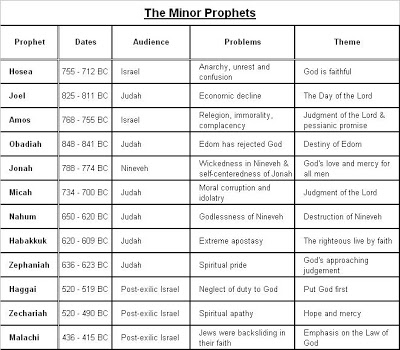 The Minor Prophets
Prophet Dates Audience Problems Theme
Hosea 755 - 712 BC Israel Anarchy, unrest and confusion God is faithful
Joel 825 - 811 BC Judah Economic decline The Day of the Lord
Amos 768 - 755 BC Israel Relegion, immorality, complacency Judgment of the Lord & pessianic promise
Obadiah 848 - 841 BC Judah Edom has rejected God Destiny of Edom
Jonah 788 - 774 BC Nineveh Wickedness in Nineveh & self-centeredness of Jonah God's love and mercy for all men
Micah 734 - 700 BC Judah Moral corruption and idolatry Judgment of the Lord
Nahum 650 - 620 BC Judah Godlessness of Nineveh Destruction of Nineveh
Habakkuk 620 - 609 BC Judah Extreme apostasy The righteous live by faith
Zephaniah 636 - 623 BC Judah Spiritual pride God's approaching judgement
Haggai 520 - 519 BC Post-exilic Israel Neglect of duty to God Put God first
Zechariah 520 - 490 BC Post-exilic Israel Spiritual apathy Hope and mercy
Malachi 436 - 415 BC Post-exilic Israel Jews were backsliding in their faith Emphasis on the Law of God